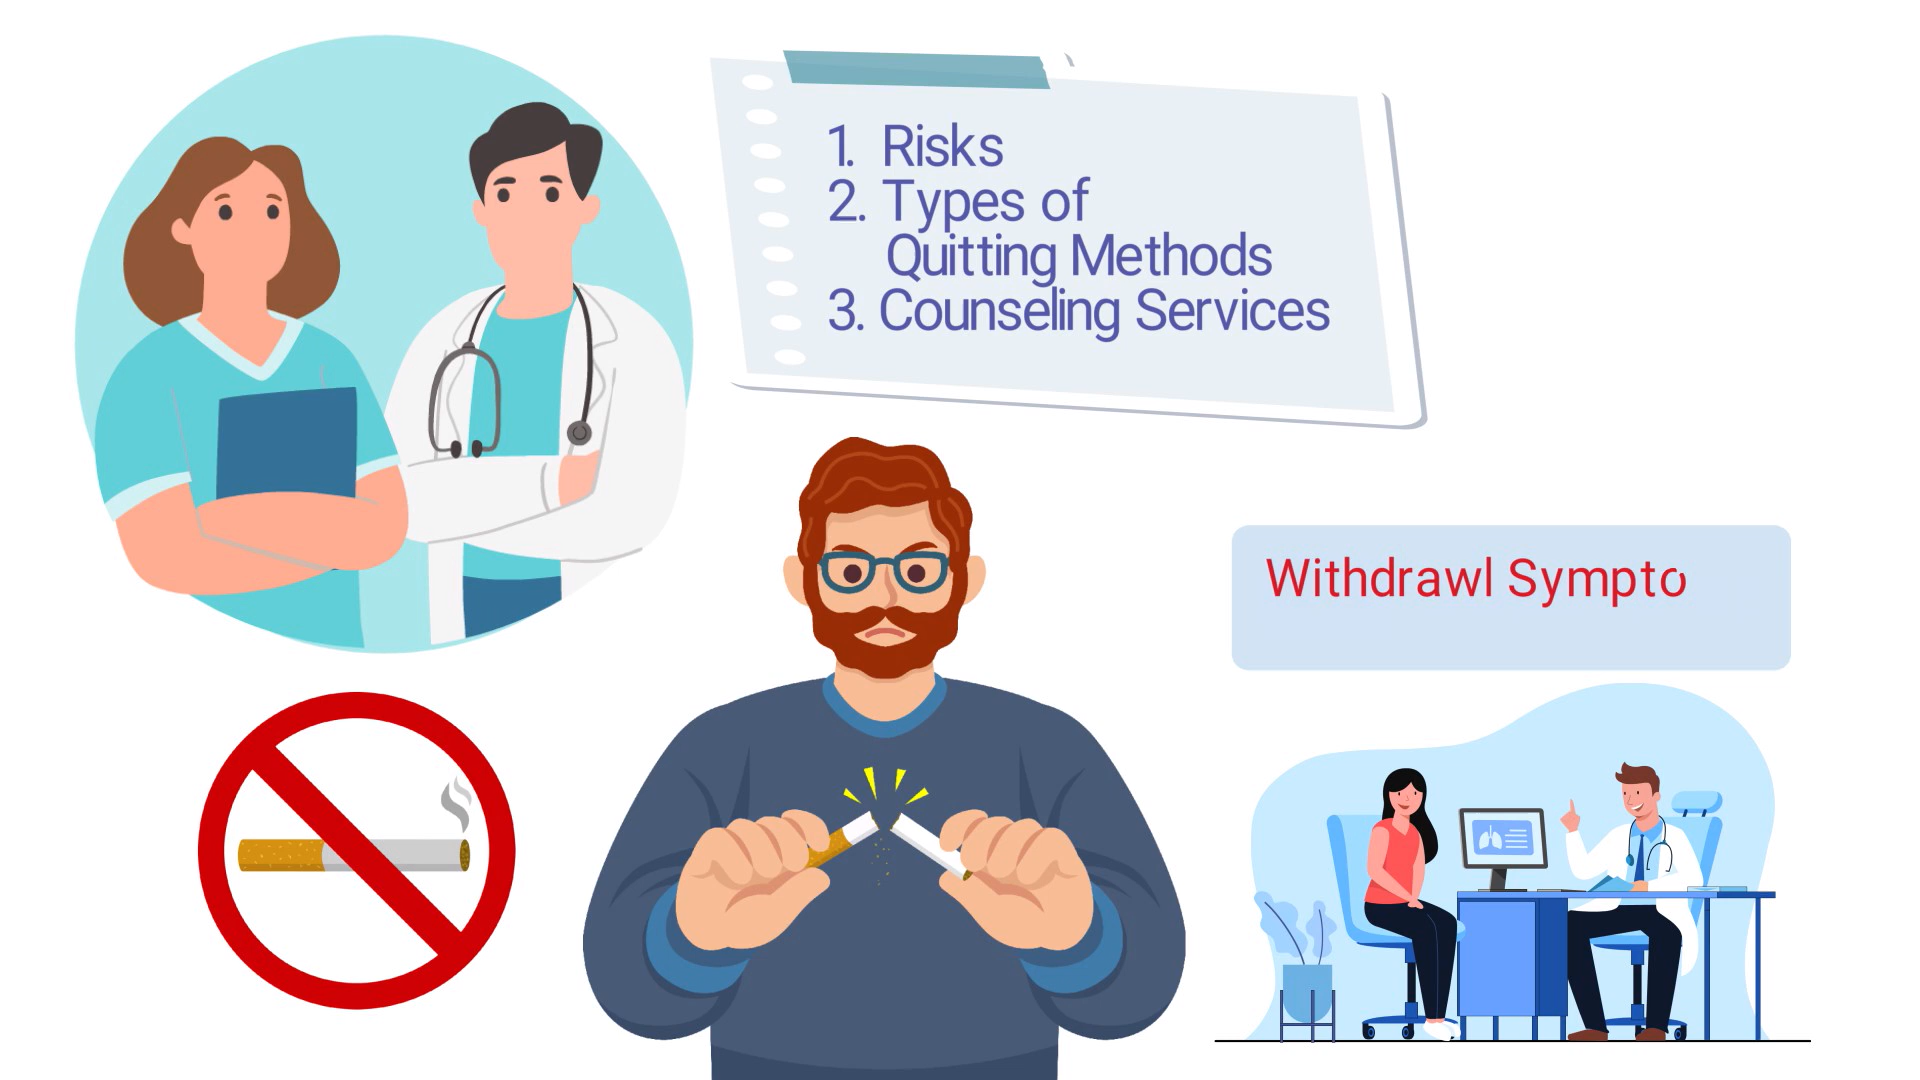 1. Risks
2. Types of
Quitting Methods
3. Counseling Services
Withdrawl Sympto